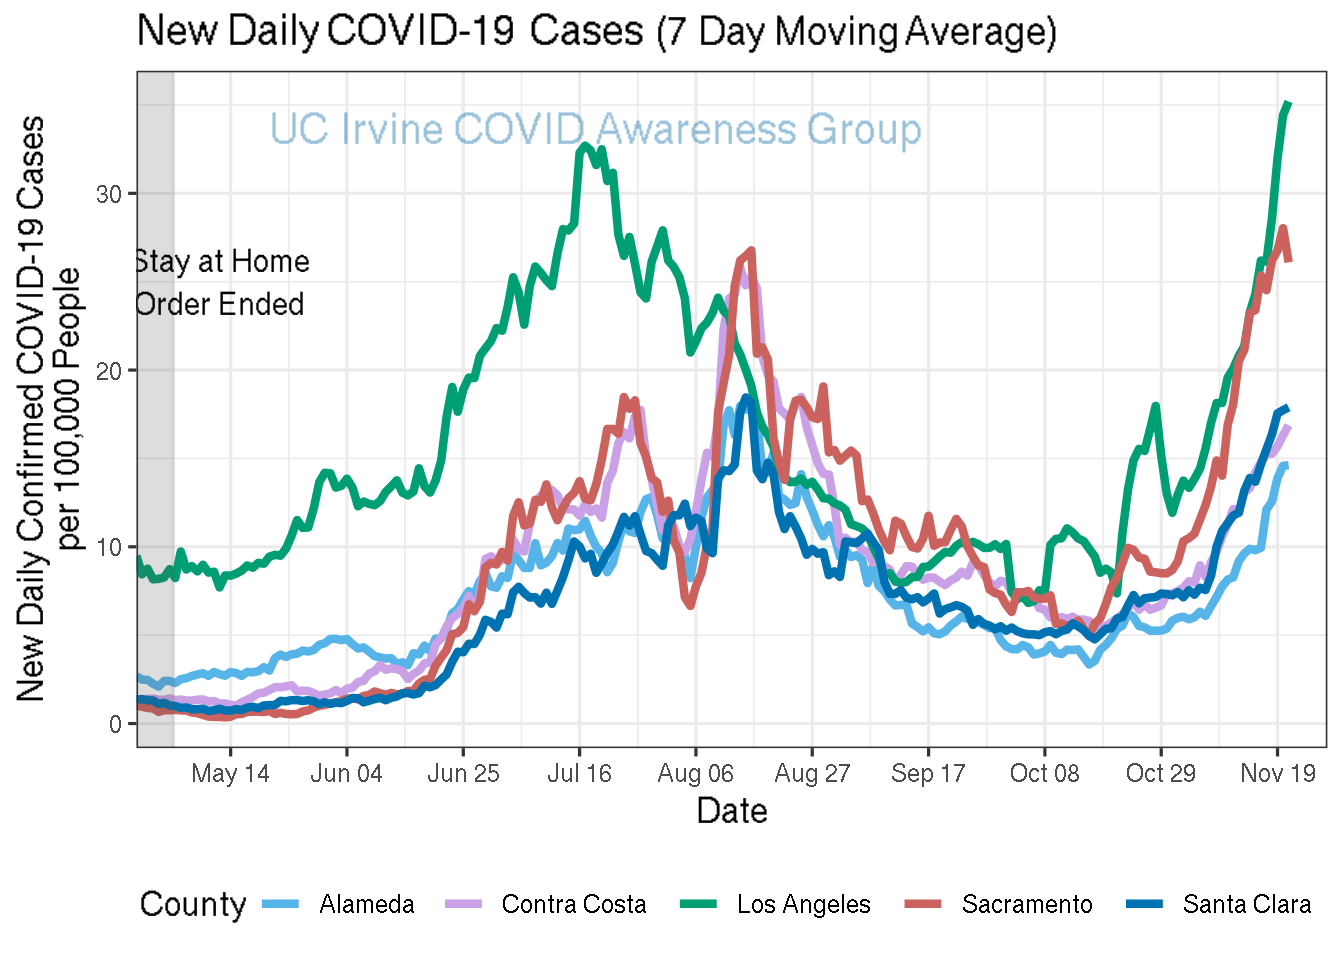 New Daily COVID-19 Cases (7 Day Moving Average)
UC Irvine COVID Awareness Group
New Daily Confirmed COVID-19 Cases
per 100,000 People
30
20
10
0
Stay at Home
Order Ended
May 14 Jun 04 Jun 25 Jul 16 Aug 06 Aug 27 Sep 17 Oct 08 Oct 29 Nov 19
Date
County Alameda Contra Costa Los Angeles Sacramento Santa Clara